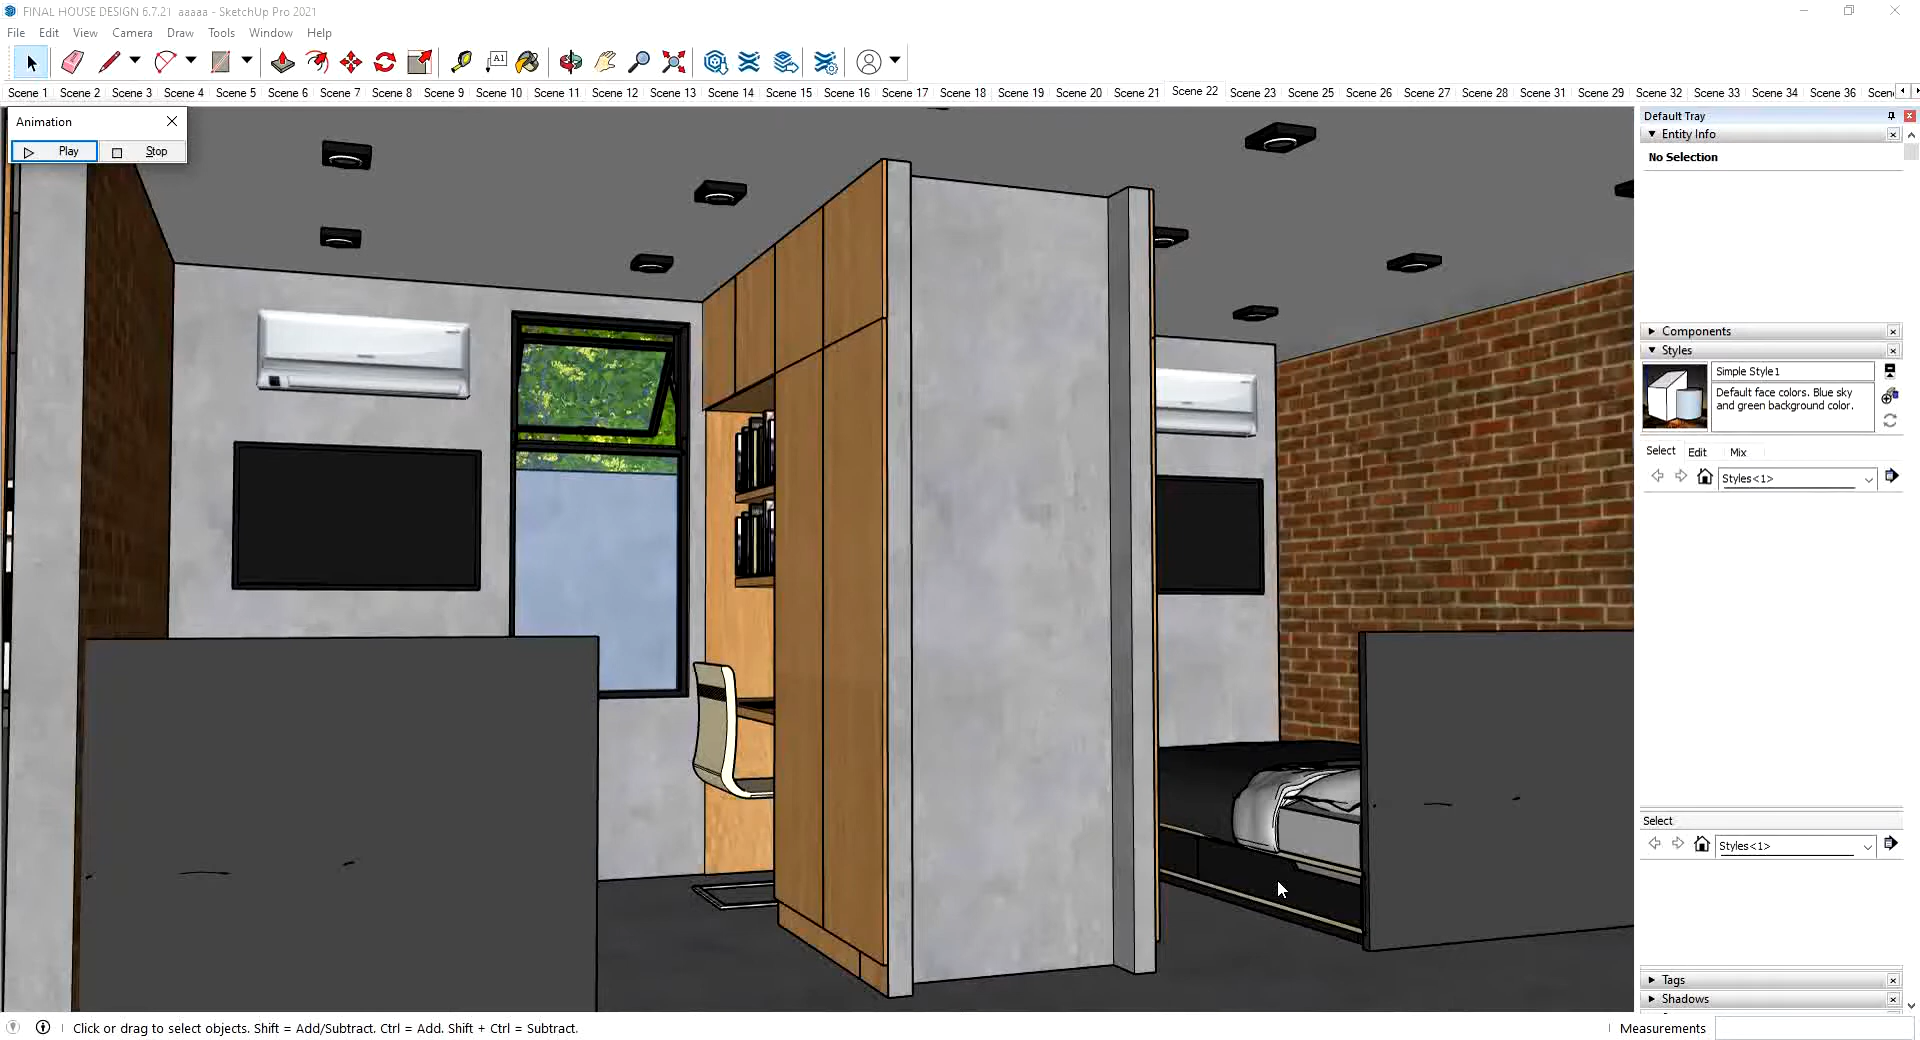 FINAL HOUSE DESIGN 6.7.21 aaaaa - SketchUp Pro 2021
File Edit View Camera Draw Tools Window Help
A1
Scene 1 Scene 2 Scene 3 Scene 4 Scene 5 Scene 6 Scene 7 Scene 8 Scene 9 Scene 10 Scene 11 Scene 12 Scene 13 Scene 14 Scene 15 Scene 16 Scene 17 Scene 18 Scene 19 Scene 20 Scene 21 Scene 22 Scene 23 Scene 25 Scene 26 Scene 27 Scene 28 Scene 31 Scene 29 Scene 32 Scene 33 Scene 34 Scene 36 Scen
Animation
Play Stop
Default Tray
Entity Info
No Selection
Components
Styles
Simple Style1
Default face colors. Blue sky
and green background color.
Select Edit Mix
Styles<1>
Select
Styles<1>
Tags
Shadows
Click or drag to select objects. Shift = Add/Subtract. Ctrl = Add. Shift + Ctrl = Subtract.
Measurements